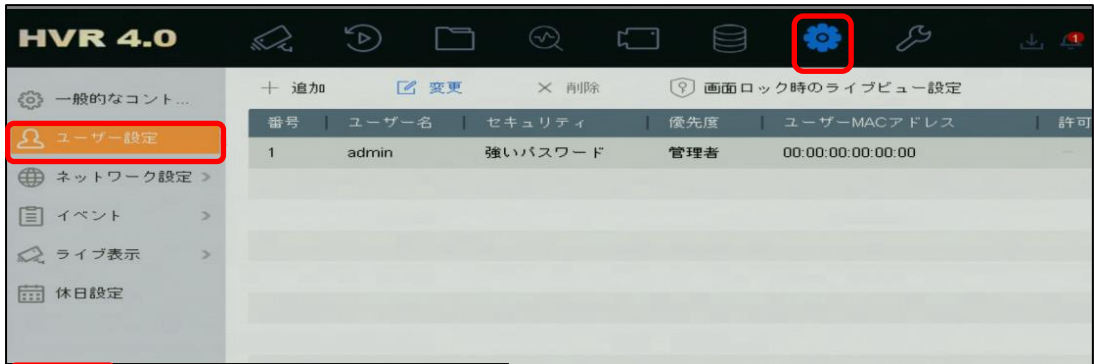 HVR 4.0
1
一般的なコント...
ユーザー設定
ネットワーク設定 >
イベント >
ライブ表示 >
休日設定
+ 追加 変更 × 削除 画面ロック時のライブビュー設定
番号 ユーザー名 セキュリティ 優先度 ユーザーMACアドレス 許可
1 admin 強いパスワード 管理者 00:00:00:00:00:00 —